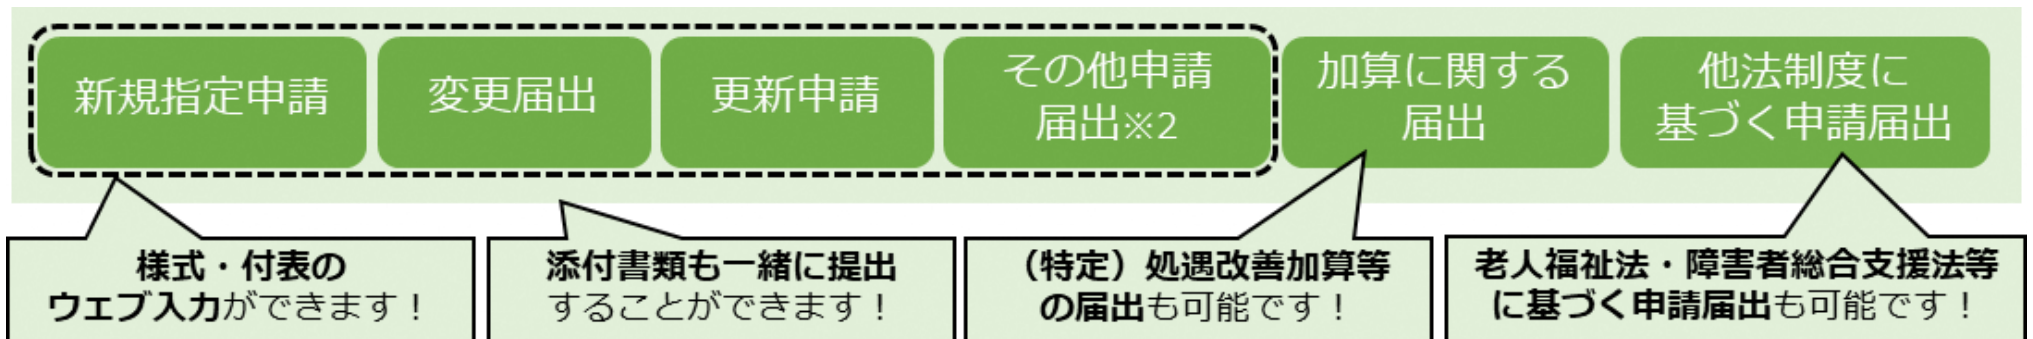 新規指定申請
変更届出
更新申請
その他申請
届出※2
加算に関する
届出
他法制度に
基づく申請届出
様式・付表の
ウェブ入力ができます！
添付書類も一緒に提出
することができます！
（特定）処遇改善加算等
の届出も可能です！
老人福祉法・障害者総合支援法等
に基づく申請届出も可能です！